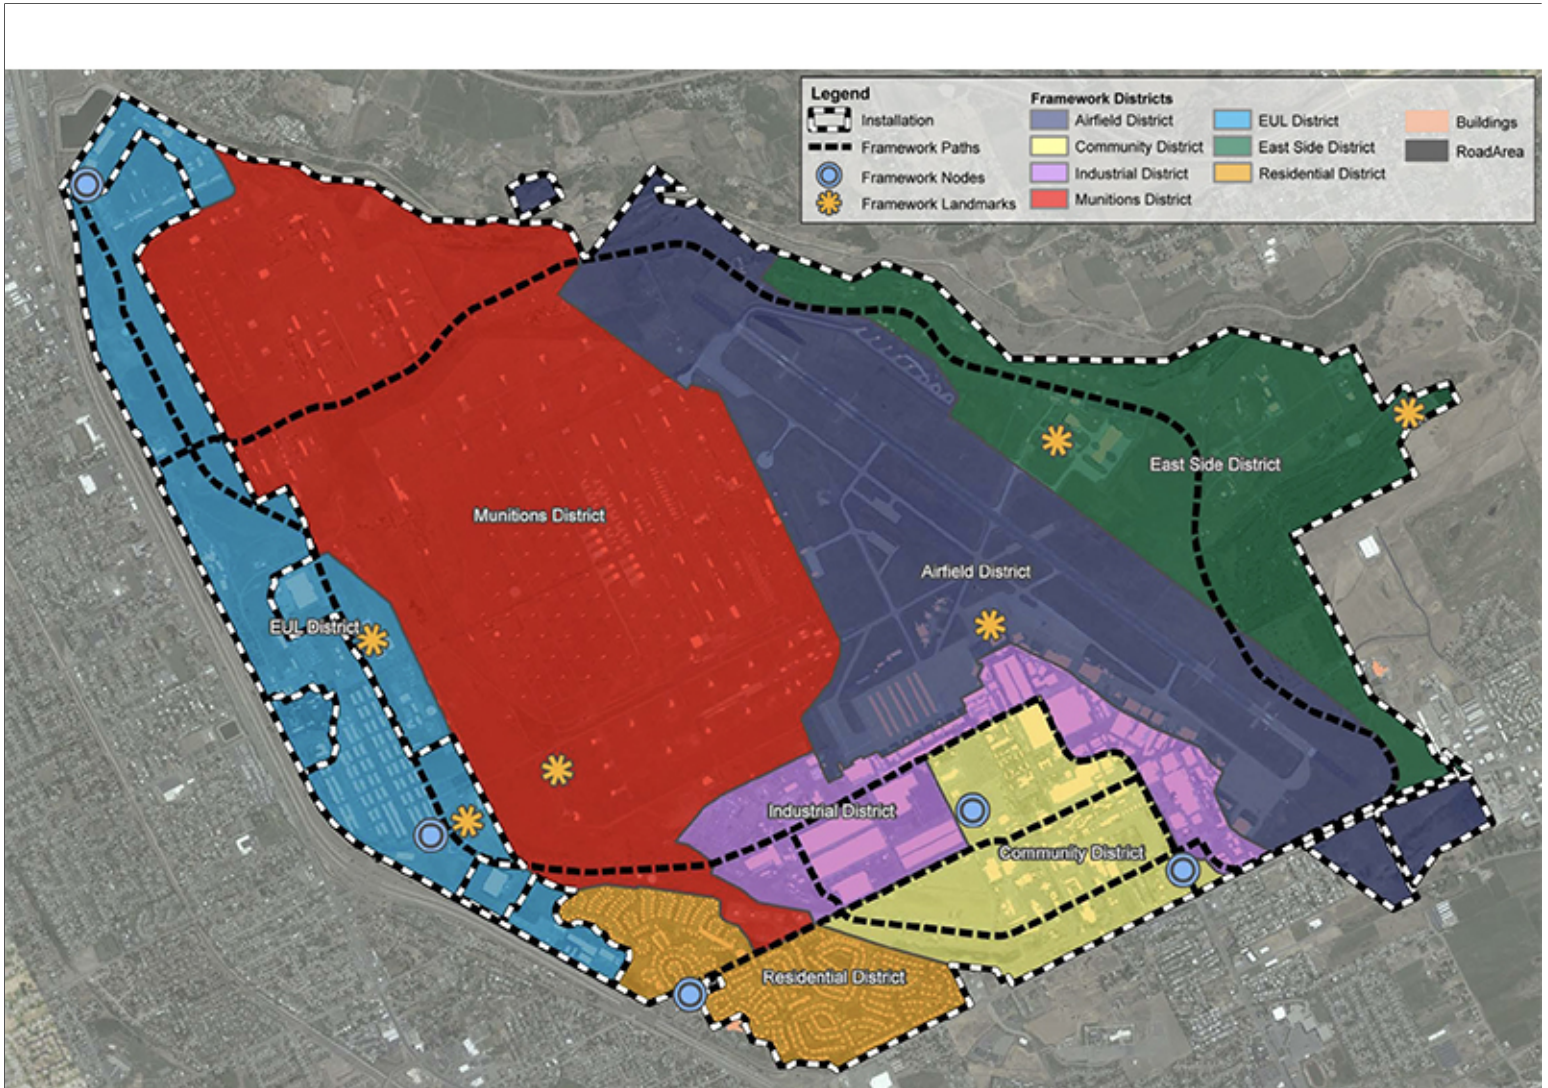 Legend
Installation
Framework Paths
Framework Nodes
Framework Landmarks
Framework Districts
Airfield District
Community District
Industrial District
Munitions District
EUL District
East Side District
Residential District
Buildings
RoadArea
East Side District
Munitions District
Airfield District
EUL District
Industrial District
Community District
Residential District